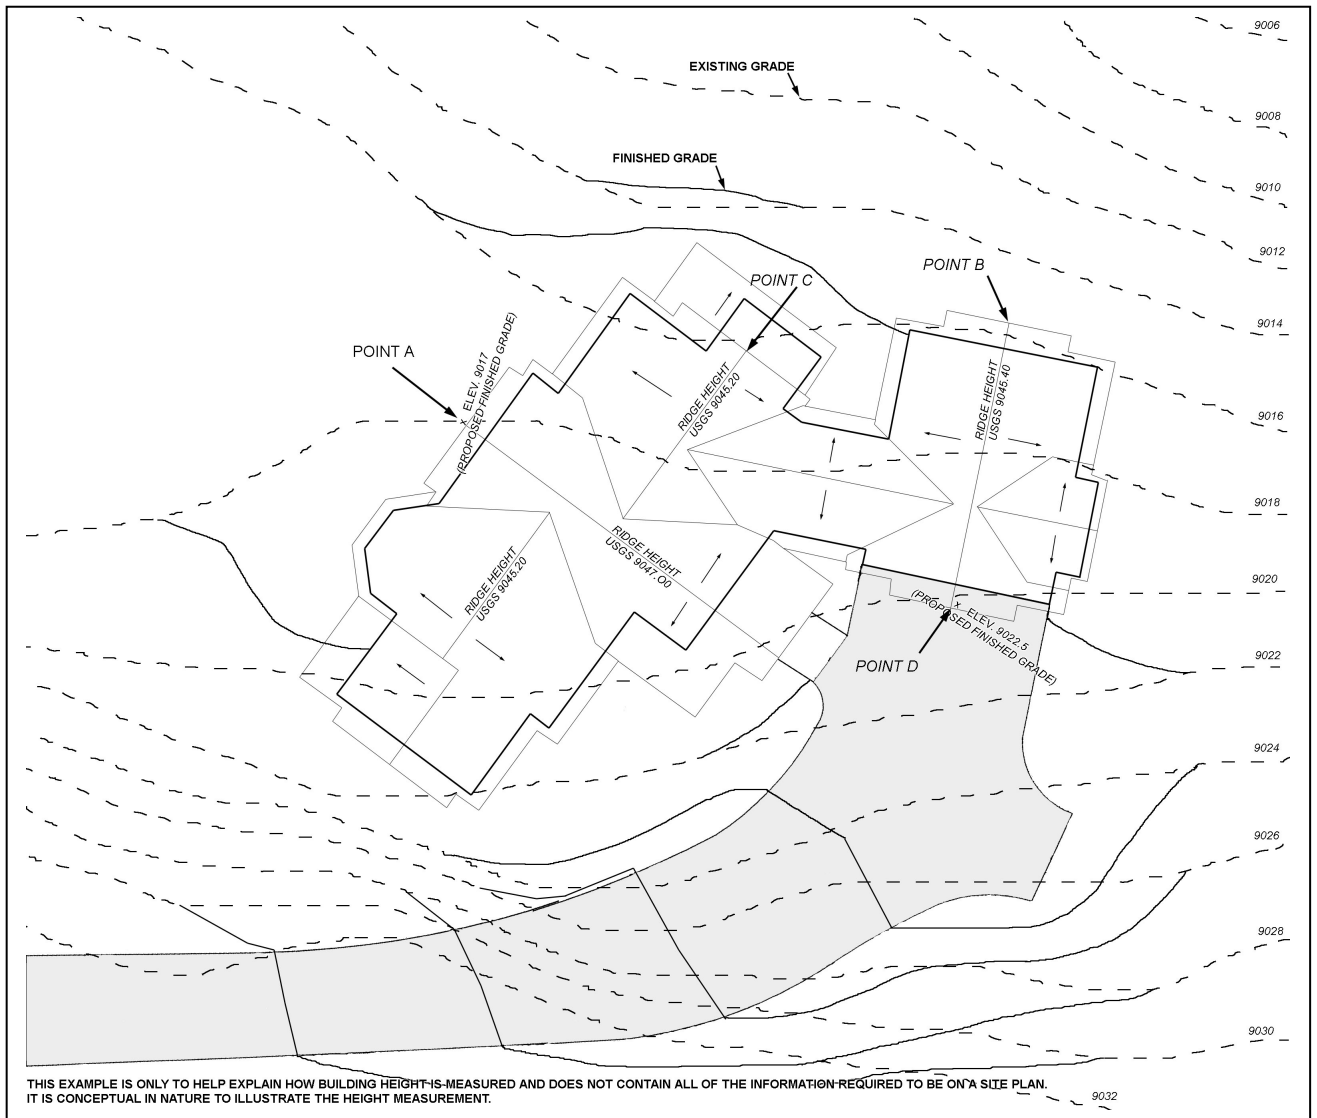 9006
EXISTING GRADE
9008
FINISHED GRADE
9010
9012
POINT B
POINT C
9014
POINT A
ELEV. 9017
(PROPOSED FINISHED GRADE)
RIDGE HEIGHT
USGS 9045.20
RIDGE HEIGHT
USGS 9045.40
9016
9018
RIDGE HEIGHT
USGS 9047.O0
RIDGE HEIGHT
USGS 9045.20
9020
x ELEV. 9022.5
(PROPOSED FINISHED GRADE)
POINT D
9022
9024
9026
9028
9030
THIS EXAMPLE IS ONLY TO HELP EXPLAIN HOW BUILDING HEIGHT IS MEASURED AND DOES NOT CONTAIN ALL OF THE INFORMATION REQUIRED TO BE ON A SITE PLAN.
IT IS CONCEPTUAL IN NATURE TO ILLUSTRATE THE HEIGHT MEASUREMENT.
9032